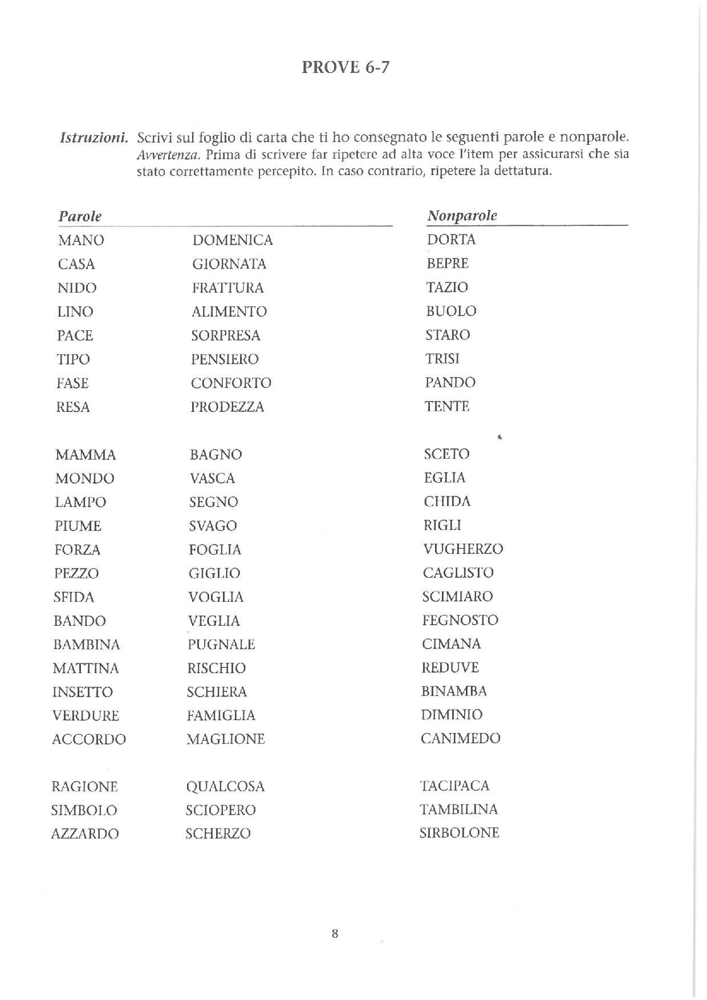 PROVE 6-7
Istruzioni. Scrivi sul foglio di carta che ti ho consegnato le seguenti parole e nonparole.
Avvertenza. Prima di scrivere far ripetere ad alta voce l'item per assicurarsi che sia
stato correttamente percepito. In caso contrario, ripetere la dettatura.
Parole Nonparole
MANO DOMENICA DORTA
CASA GIORNATA BEPRE
NIDO FRATTURA TAZIO
LINO ALIMENTO BUOLO
PACE SORPRESA STARO
TIPO PENSIERO TRISI
FASE CONFORTO PANDO
RESA PRODEZZA TENTE
MAMMA BAGNO SCETO
MONDO VASCA EGLIA
LAMPO SEGNO CHIDA
PIUME SVAGO RIGLI
FORZA FOGLIA VUGHERZO
PEZZO GIGLIO CAGLISTO
SFIDA VOGLIA SCIMIARO
BANDO VEGLIA FEGNOSTO
BAMBINA PUGNALE CIMANA
MATTINA RISCHIO REDUVE
INSETTO SCHIERA BINAMBA
VERDURE FAMIGLIA DIMINIO
ACCORDO MAGLIONE CANIMEDO
RAGIONE QUALCOSA TACIPACA
SIMBOLO SCIOPERO TAMBILINA
AZZARDO SCHERZO SIRBOLONE
8